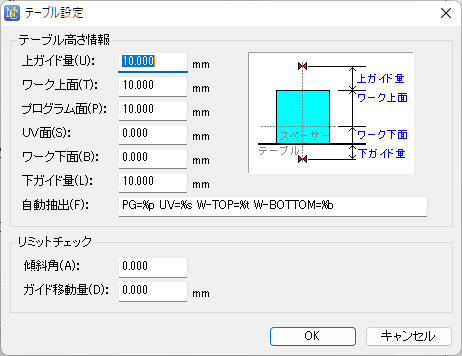 テーブル設定
テーブル高さ情報
上ガイド量(U): 10.000 mm
ワーク上面(T): 10.000 mm
プログラム面(P): 10.000 mm
UV面(S): 0.000 mm
ワーク下面(B): 0.000 mm
下ガイド量(L): 10.000 mm
自動抽出(F): PG=%p UV=%s W-TOP=%t W-BOTTOM=%b
上ガイド量
ワーク上面
スペーサー
ワーク下面
テーブル
下ガイド量
リミットチェック
傾斜角(A): 0.000
ガイド移動量(D): 0.000 mm
OK キャンセル